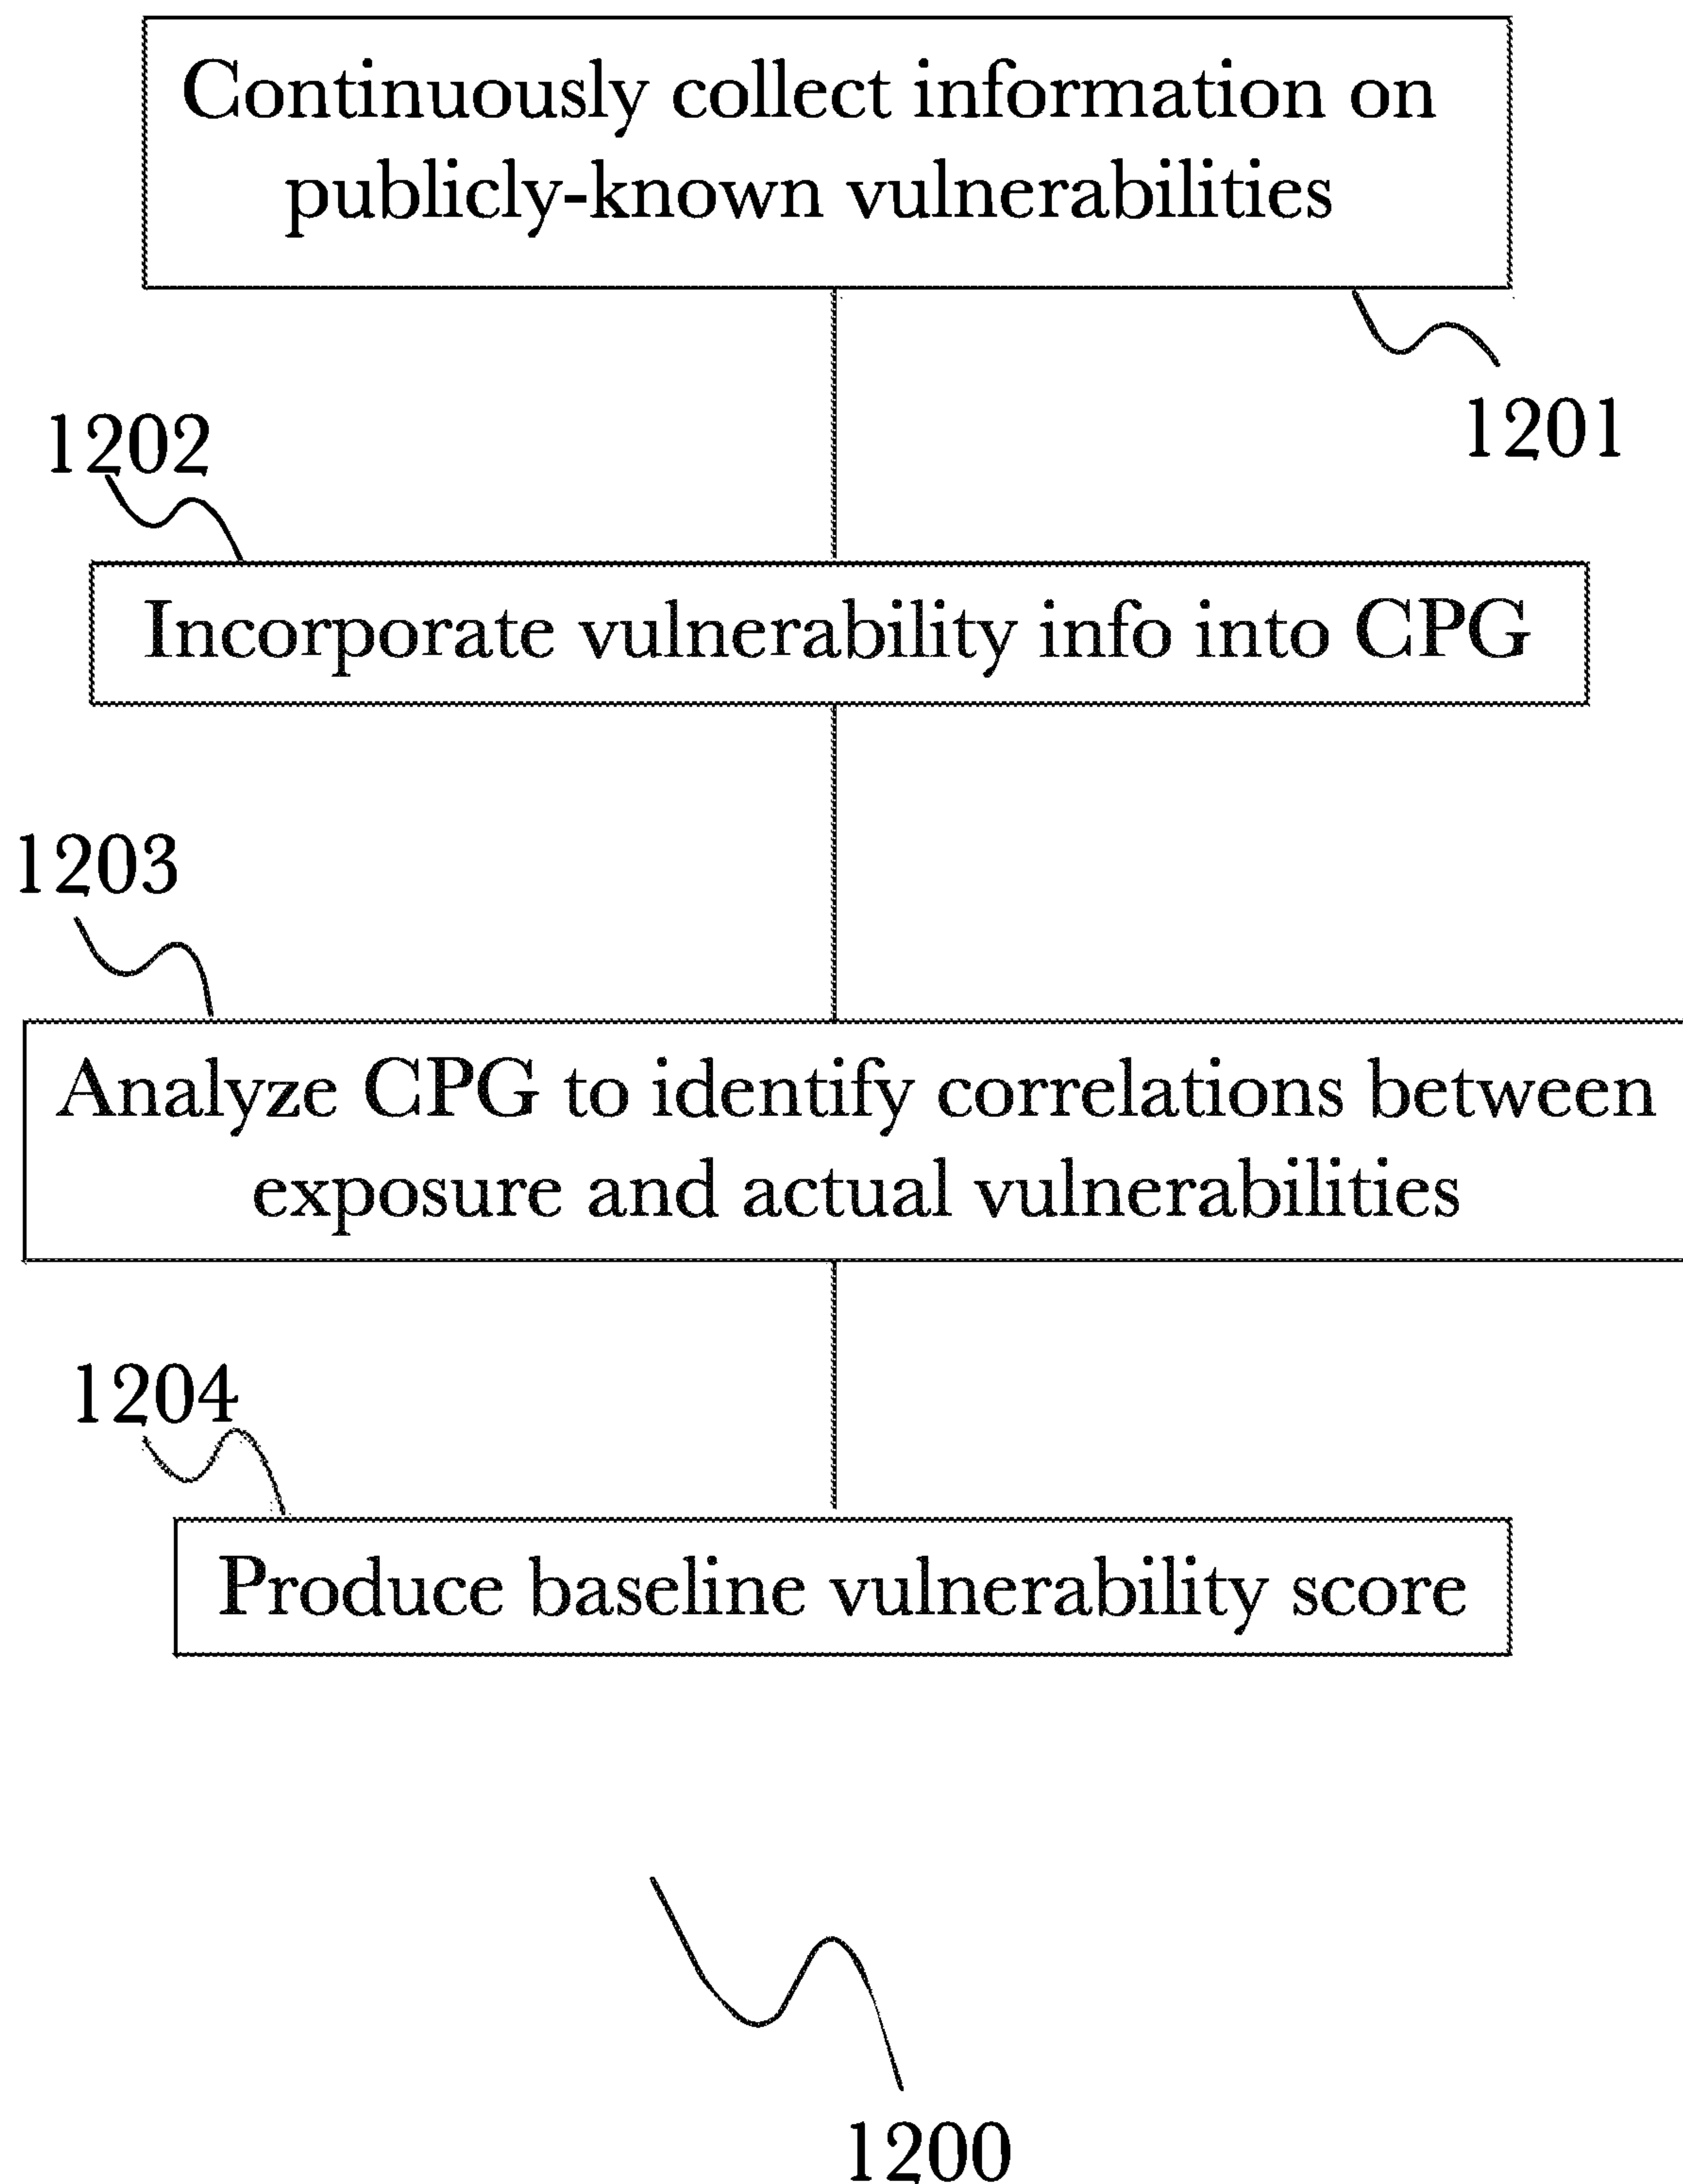 Continuously collect information on
publicly-known vulnerabilities
1201
1202
Incorporate vulnerability info into CPG
1203
Analyze CPG to identify correlations between
exposure and actual vulnerabilities
1204
Produce baseline vulnerability score
1200